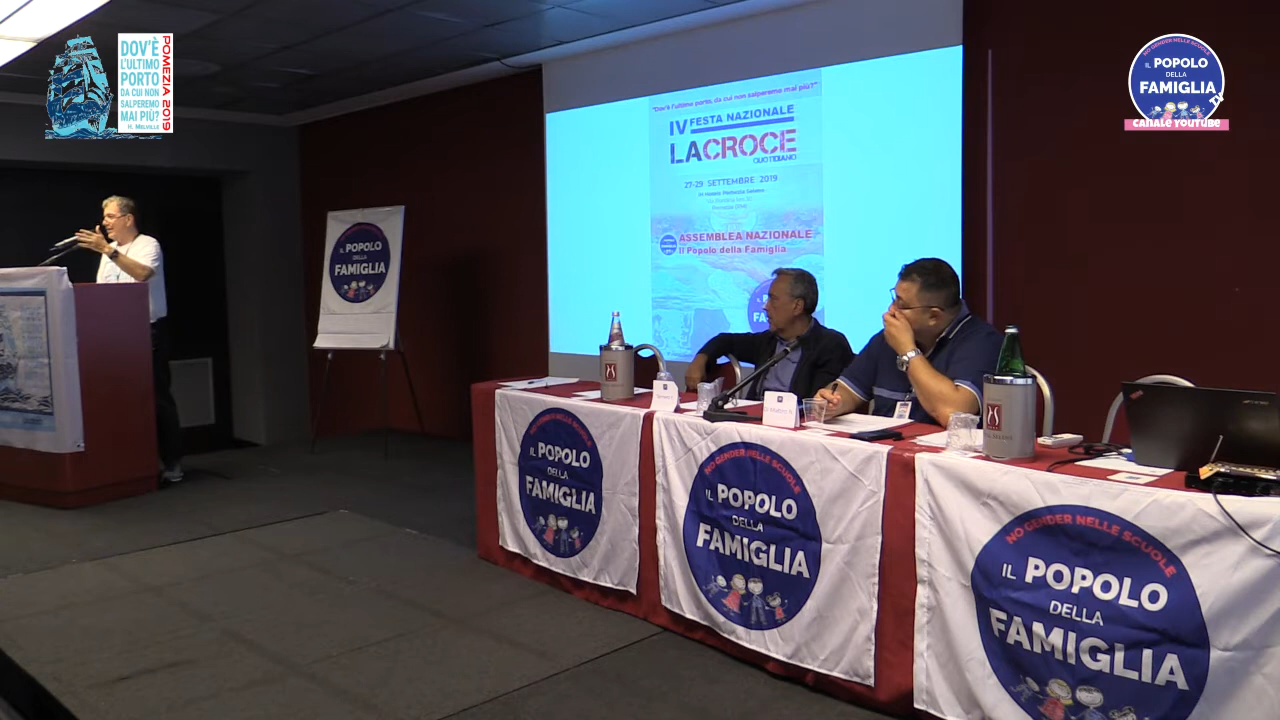 DOV'È
L'ULTIMO
PORTO
DA CUI NON
SALPEREMO
MAI PIÙ?
H. MELVILLE
POMEZIA 2019
NO GENDER NELLE SCUOLE
IL POPOLO
DELLA
FAMIGLIA
TV
CANALE YOUTUBE
"Dov'è l'ultimo porto, da cui non salperemo mai più?"
IV FESTA NAZIONALE
LACROCE
QUOTIDIANO
27-29 SETTEMBRE 2019
ASSEMBLEA NAZIONALE
Il Popolo della Famiglia
IL POPOLO
DELLA
FAMIGLIA
IL POPOLO
DELLA
FAMIGLIA
NO GENDER NELLE SCUOLE
IL POPOLO
DELLA
FAMIGLIA
NO GENDER NELLE SCUOLE
IL POPOLO
DELLA
FAMIGLIA